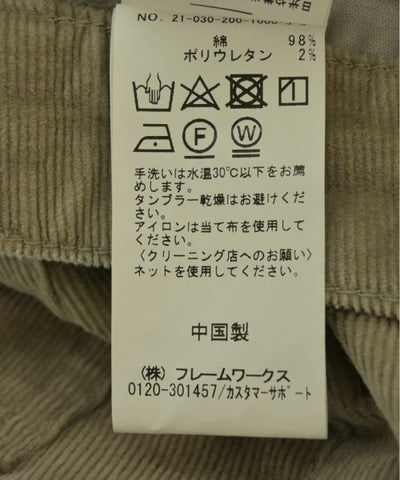 NO. 21-030-200-1000-3-0
綿 98%
ポリウレタン 2%
F W
手洗いは水温30℃以下をお薦
めします。
タンブラー乾燥はお避けくださ
い。
アイロンは当て布を使用して
ください。
〈クリーニング店へのお願い〉
ネットを使用してください。
中国製
(株) フレームワークス
0120-301457/カスタマーサポート